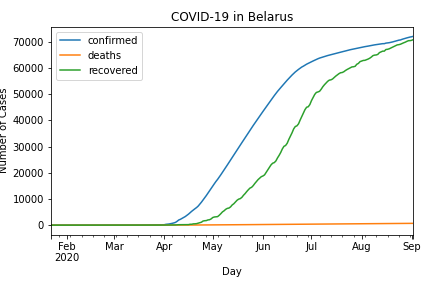 COVID-19 in Belarus
confirmed
deaths
recovered
70000
60000
50000
40000
30000
20000
10000
0
Number of Cases
Feb Mar Apr May Jun Jul Aug Sep
2020
Day